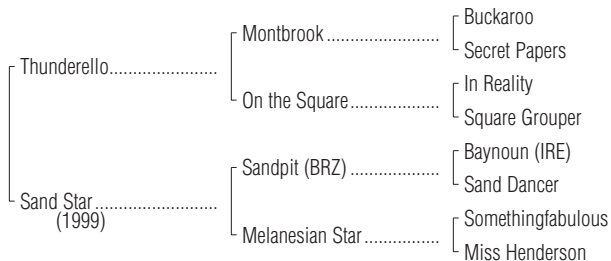 Buckaroo
Montbrook
Secret Papers
Thunderello
In Reality
On the Square
Square Grouper
Baynoun (IRE)
Sandpit (BRZ)
Sand Dancer
Sand Star
(1999)
Somethingfabulous
Melanesian Star
Miss Henderson